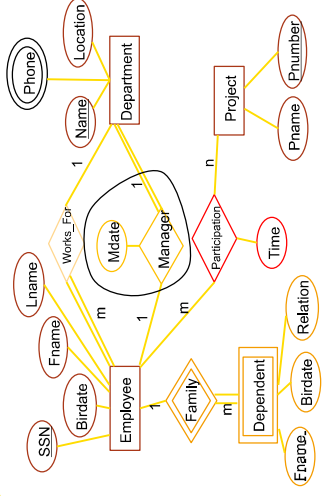 SSN
Birdate
Fname
Lname
Employee
1
Family
m
Dependent
Fname
Birdate
Relation
m
Works_For
1
1
Manager
Mdate
1
m
Participation
Time
n
Name
Phone
Location
Department
Project
Pname
Pnumber